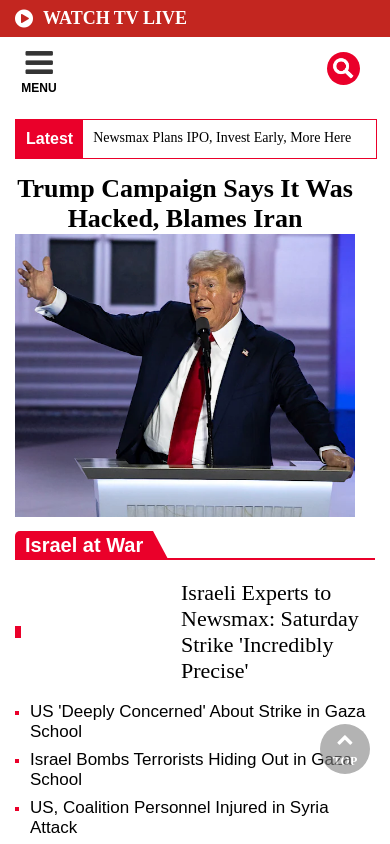 WATCH TV LIVE
MENU
Latest
Newsmax Plans IPO, Invest Early, More Here
Trump Campaign Says It Was
Hacked, Blames Iran
Israel at War
Israeli Experts to
Newsmax: Saturday
Strike 'Incredibly
Precise'
US 'Deeply Concerned' About Strike in Gaza
School
Israel Bombs Terrorists Hiding Out in Gaza
School
TOP
US, Coalition Personnel Injured in Syria
Attack